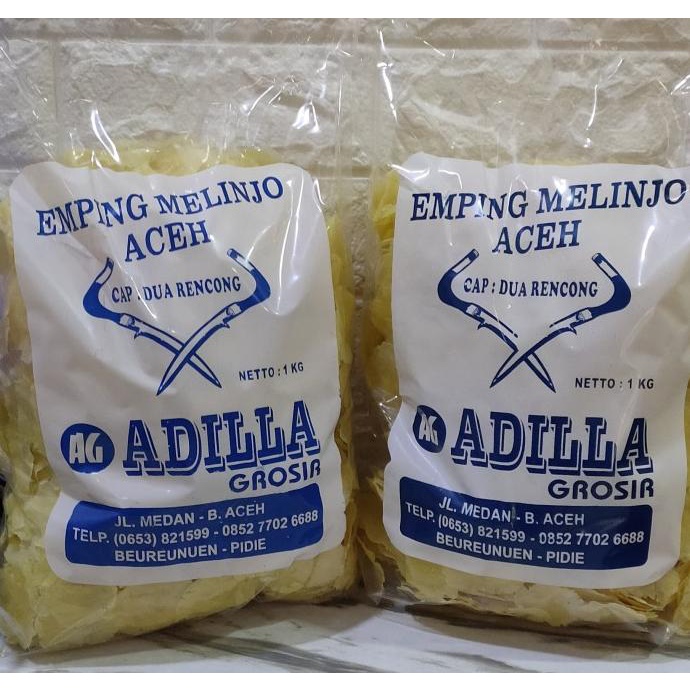 EMPING MELINJO
ACEH
CAP : DUA RENCONG
NETTO : 1 KG
AG ADILLA
GROSIR
JL. MEDAN - B. ACEH
TELP. (0653) 821599 - 0852 7702 6688
BEUREUNUEN - PIDIE
EMPING MELINJO
ACEH
CAP : DUA RENCONG
NETTO : 1 KG
AG ADILLA
GROSIR
JL. MEDAN - B. ACEH
TELP. (0653) 821599 - 0852 7702 6688
BEUREUNUEN - PIDIE